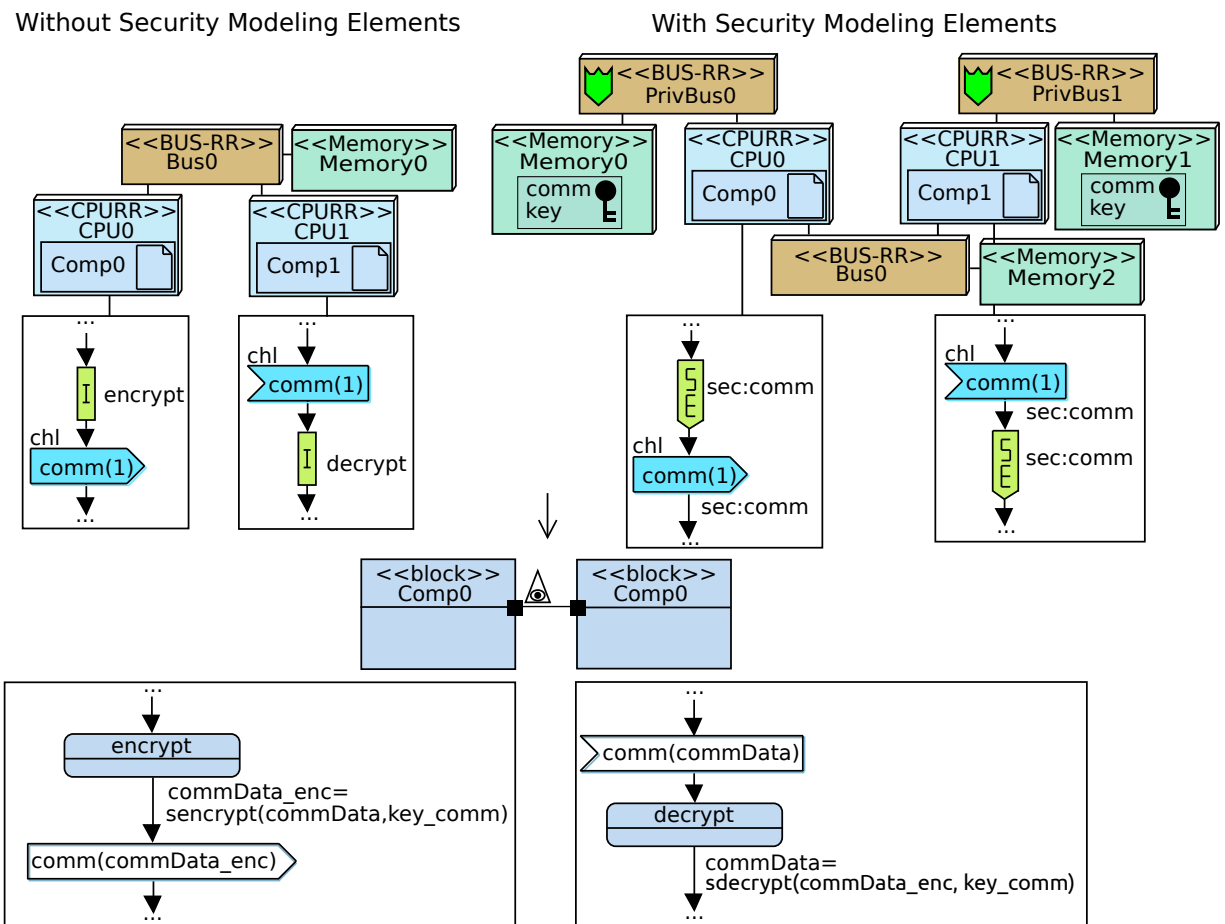 Without Security Modeling Elements
With Security Modeling Elements
<<BUS-RR>>
Bus0
<<Memory>>
Memory0
<<CPURR>>
CPU0
Comp0
<<CPURR>>
CPU1
Comp1
...
I
encrypt
chl
comm(1)
...
...
chl
comm(1)
I
decrypt
...
<<BUS-RR>>
PrivBus0
<<BUS-RR>>
PrivBus1
<<Memory>>
Memory0
comm
key
<<CPURR>>
CPU0
Comp0
<<CPURR>>
CPU1
Comp1
<<Memory>>
Memory1
comm
key
<<BUS-RR>>
Bus0
<<Memory>>
Memory2
...
SE
sec:comm
chl
comm(1)
sec:comm
...
...
chl
comm(1)
sec:comm
SE
sec:comm
...
<<block>>
Comp0
<<block>>
Comp0
...
encrypt
commData_enc=
sencrypt(commData,key_comm)
comm(commData_enc)
...
...
comm(commData)
decrypt
commData=
sdecrypt(commData_enc, key_comm)
...